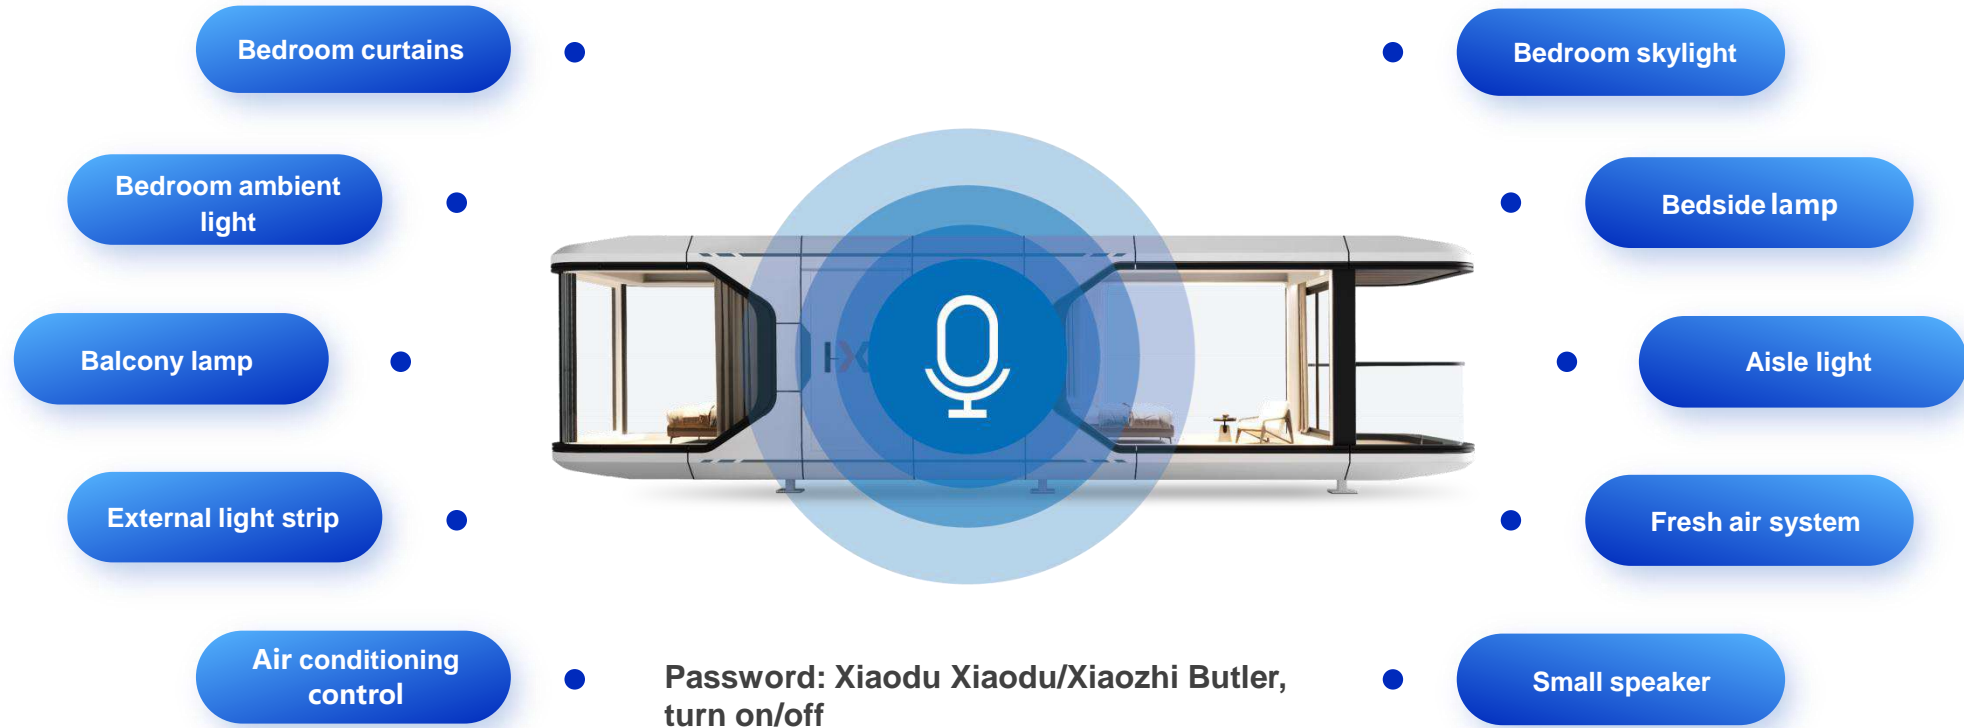 Bedroom curtains
Bedroom skylight
Bedroom ambient
light
Bedside lamp
Balcony lamp
Aisle light
External light strip
Fresh air system
Air conditioning
control
Small speaker
Password: Xiaodu Xiaodu/Xiaozhi Butler,
turn on/off